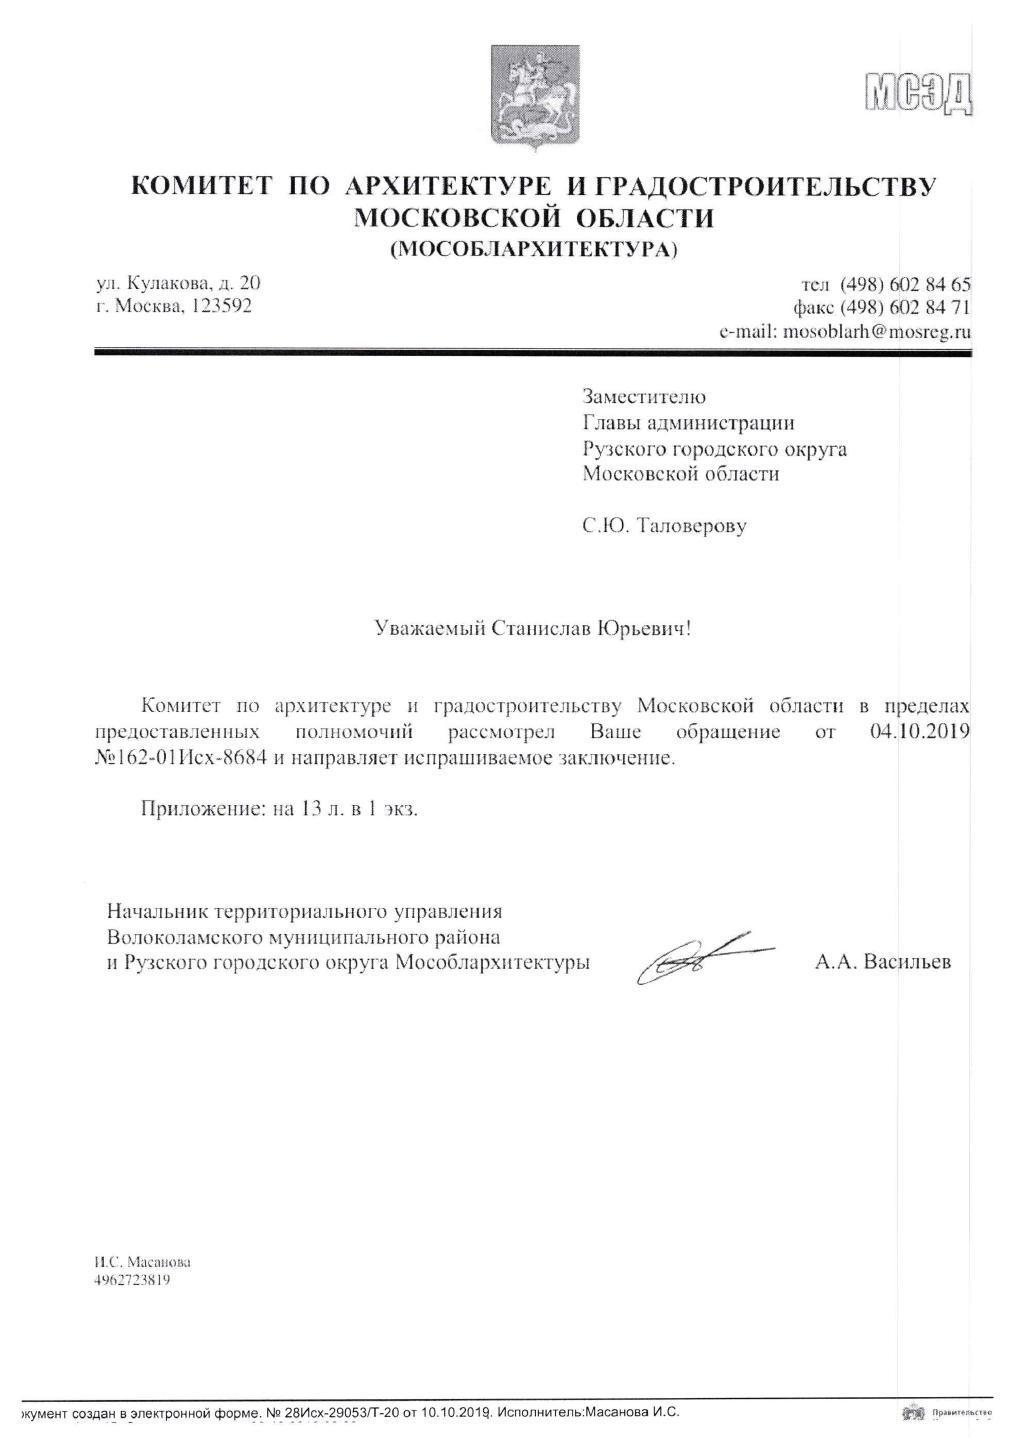 МСЭД
КОМИТЕТ ПО АРХИТЕКТУРЕ И ГРАДОСТРОИТЕЛЬСТВУ
МОСКОВСКОЙ ОБЛАСТИ
(МОСОБЛАРХИТЕКТУРА)
ул. Кулакова, д. 20
г. Москва, 123592
тел (498) 602 84 65
факс (498) 602 84 71
e-mail: mosoblarh@mosreg.ru
Заместителю
Главы администрации
Рузского городского округа
Московской области
С.Ю. Таловерову
Уважаемый Станислав Юрьевич!
Комитет по архитектуре и градостроительству Московской области в пределах
предоставленных полномочий рассмотрел Ваше обращение от 04.10.2019
№162-01Исх-8684 и направляет испрашиваемое заключение.
Приложение: на 13 л. в 1 экз.
Начальник территориального управления
Волоколамского муниципального района
и Рузского городского округа Мособлархитектуры
А.А. Васильев
И.С. Масанова
4962723819
окумент создан в электронной форме. № 28Исх-29053/Т-20 от 10.10.2019. Исполнитель:Масанова И.С.
Правительство